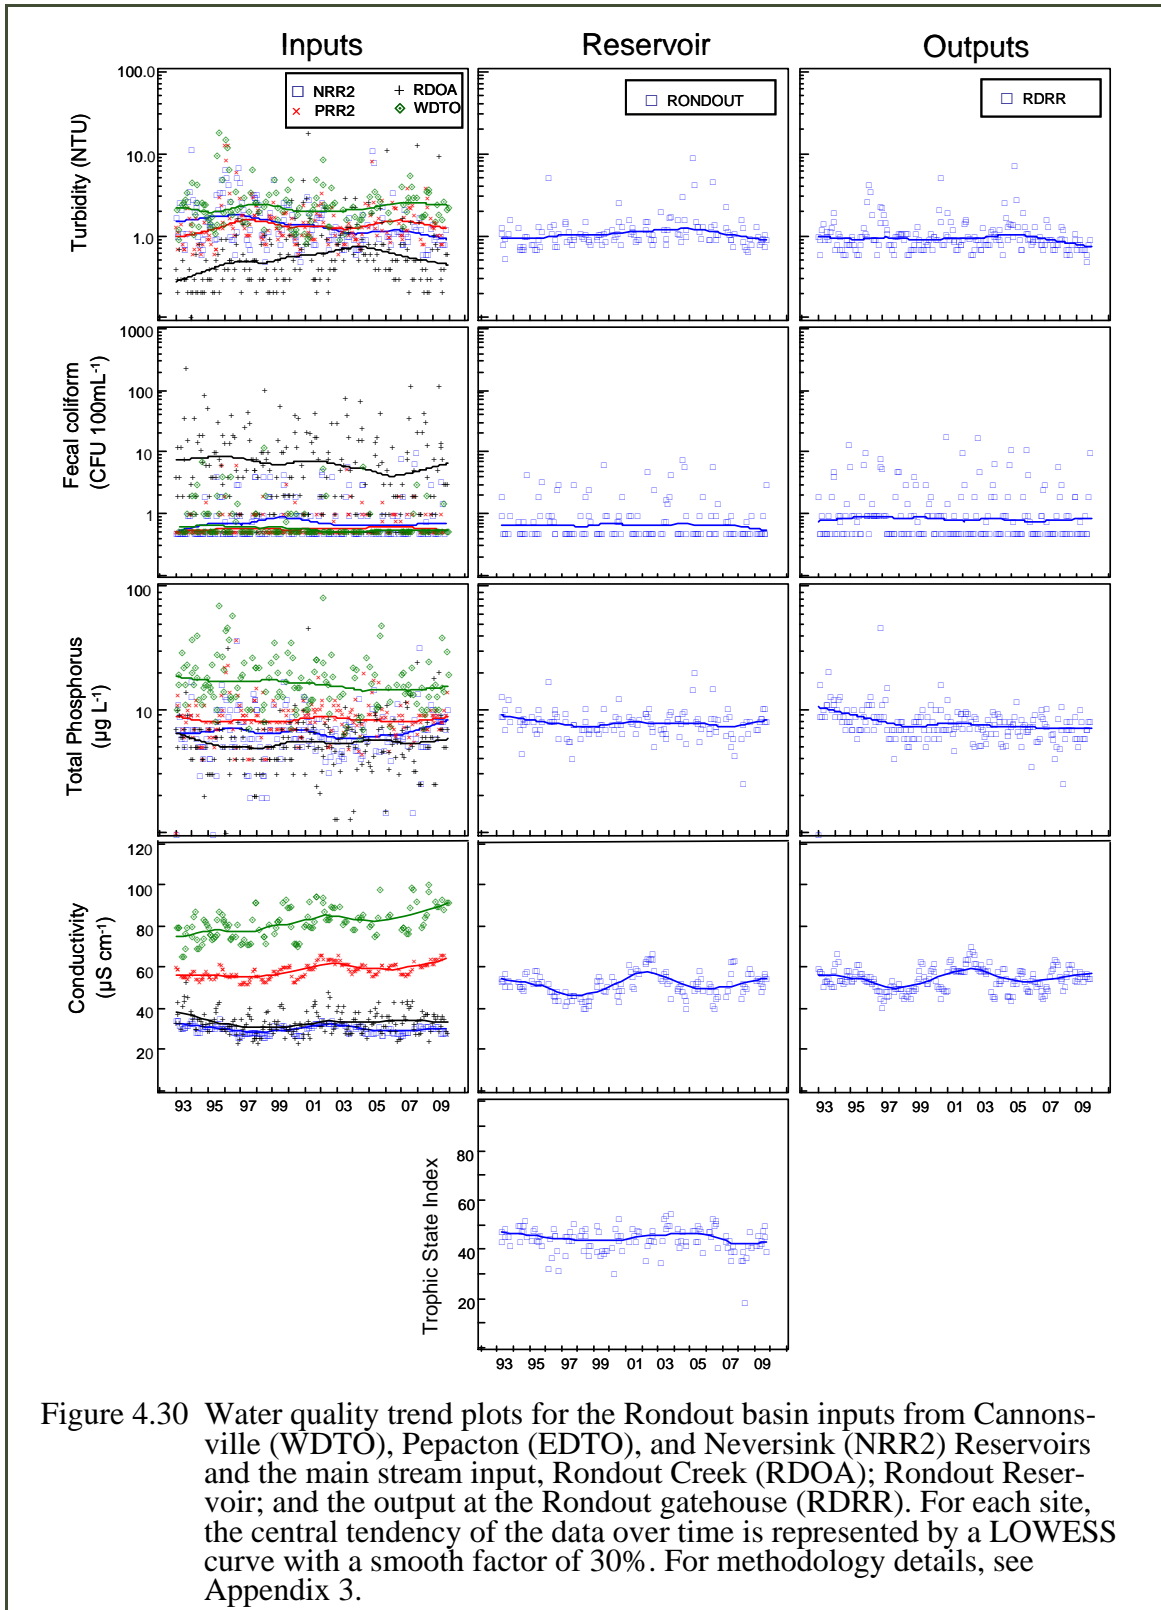 Inputs Reservoir Outputs
NRR2 RDOA
PRR2 WDTO
RONDOUT
RDRR
Turbidity (NTU)
100.0
10.0
1.0
Fecal coliform
(CFU 100mL-1)
1000
100
10
1
Total Phosphorus
(µg L-1)
100
10
Conductivity
(µS cm-1)
120
100
80
60
40
20
93 95 97 99 01 03 05 07 09
93 95 97 99 01 03 05 07 09
Trophic State Index
80
60
40
20
93 95 97 99 01 03 05 07 09
Figure 4.30 Water quality trend plots for the Rondout basin inputs from Cannons-
ville (WDTO), Pepacton (EDTO), and Neversink (NRR2) Reservoirs
and the main stream input, Rondout Creek (RDOA); Rondout Reser-
voir; and the output at the Rondout gatehouse (RDRR). For each site,
the central tendency of the data over time is represented by a LOWESS
curve with a smooth factor of 30%. For methodology details, see
Appendix 3.